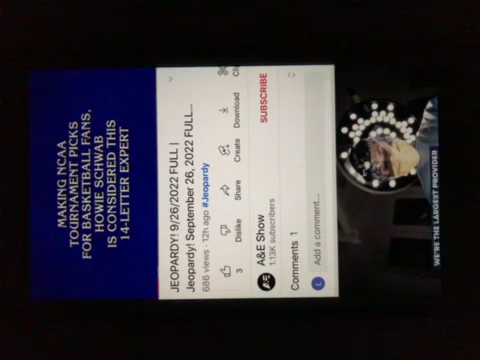 MAKING NCAA
TOURNAMENT PICKS
FOR BASKETBALL FANS,
HOWIE SCHWAB
IS CONSIDERED THIS
14-LETTER EXPERT
JEOPARDY! 9/26/2022 FULL |
Jeopardy! September 26, 2022 FULL...
686 views · 12h ago #Jeopardy
3
Dislike
Share
Create
Download
Cli
A&E Show
1.13K subscribers
SUBSCRIBE
Comments 1
L
Add a comment...
WE'RE THE LARGEST PROVIDER